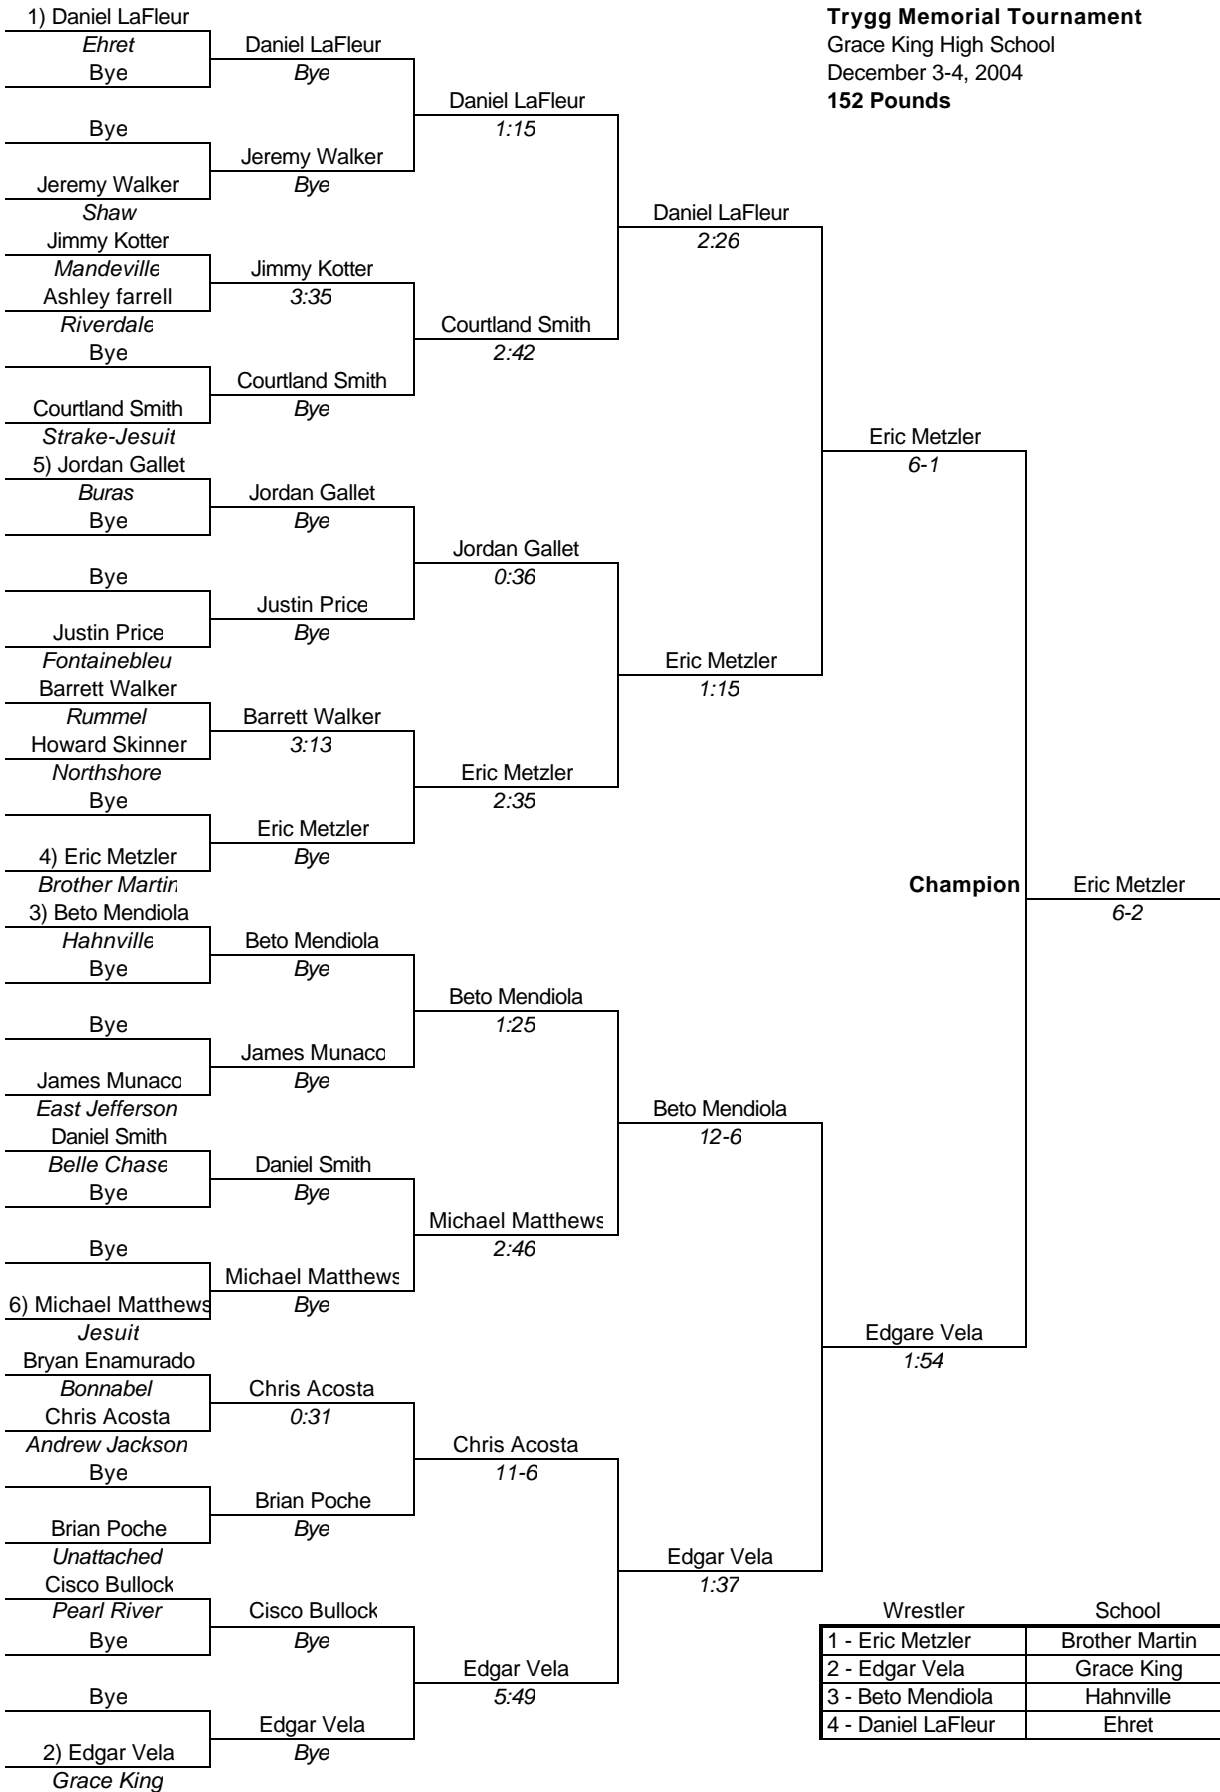 Trygg Memorial Tournament
Grace King High School
December 3-4, 2004
152 Pounds
1) Daniel LaFleur
Ehret
Bye
Bye
Jeremy Walker
Shaw
Jimmy Kotter
Mandeville
Ashley farrell
Riverdale
Bye
Courtland Smith
Strake-Jesuit
5) Jordan Gallet
Buras
Bye
Bye
Justin Price
Fontainebleu
Barrett Walker
Rummel
Howard Skinner
Northshore
Bye
4) Eric Metzler
Brother Martin
3) Beto Mendiola
Hahnville
Bye
Bye
James Munaco
East Jefferson
Daniel Smith
Belle Chase
Bye
Bye
6) Michael Matthews
Jesuit
Bryan Enamurado
Bonnabel
Chris Acosta
Andrew Jackson
Bye
Brian Poche
Unattached
Cisco Bullock
Pearl River
Bye
Bye
2) Edgar Vela
Grace King
Daniel LaFleur
Bye
Jeremy Walker
Bye
Jimmy Kotter
3:35
Courtland Smith
Bye
Jordan Gallet
Bye
Justin Price
Bye
Barrett Walker
3:13
Eric Metzler
Bye
Beto Mendiola
Bye
James Munaco
Bye
Daniel Smith
Bye
Michael Matthews
Bye
Chris Acosta
0:31
Brian Poche
Bye
Cisco Bullock
Bye
Edgar Vela
Bye
Daniel LaFleur
1:15
Courtland Smith
2:42
Jordan Gallet
0:36
Eric Metzler
2:35
Beto Mendiola
1:25
Michael Matthews
2:46
Chris Acosta
11-6
Edgar Vela
5:49
Daniel LaFleur
2:26
Eric Metzler
1:15
Beto Mendiola
12-6
Edgar Vela
1:37
Eric Metzler
6-1
Edgare Vela
1:54
Champion
Eric Metzler
6-2
Wrestler School
1 - Eric Metzler Brother Martin
2 - Edgar Vela Grace King
3 - Beto Mendiola Hahnville
4 - Daniel LaFleur Ehret